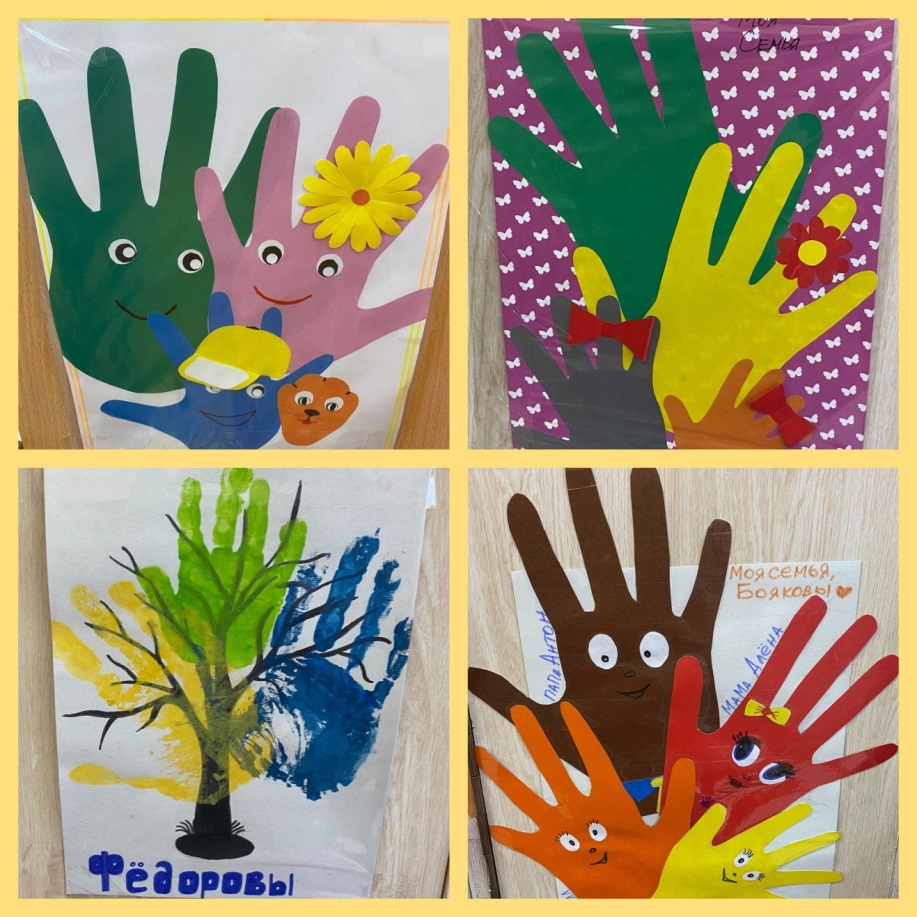 Моя
Семья
Фёдоровы
Моя семья,
Бояковы
папа Антон
мама Алёна